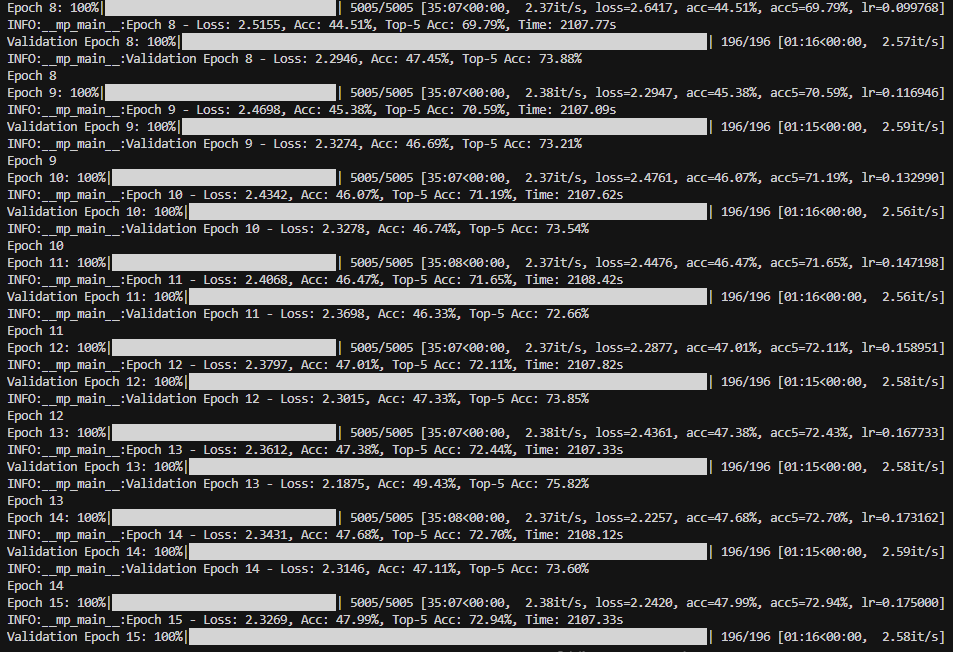 Epoch 8: 100%| | 5005/5005 [35:07<00:00, 2.37it/s, loss=2.6417, acc=44.51%, acc5=69.79%, lr=0.099768]
INFO:__mp_main__:Epoch 8 - Loss: 2.5155, Acc: 44.51%, Top-5 Acc: 69.79%, Time: 2107.77s
Validation Epoch 8: 100%| | 196/196 [01:16<00:00, 2.57it/s]
INFO:__mp_main__:Validation Epoch 8 - Loss: 2.2946, Acc: 47.45%, Top-5 Acc: 73.88%
Epoch 8
Epoch 9: 100%| | 5005/5005 [35:07<00:00, 2.38it/s, loss=2.2947, acc=45.38%, acc5=70.59%, lr=0.116946]
INFO:__mp_main__:Epoch 9 - Loss: 2.4698, Acc: 45.38%, Top-5 Acc: 70.59%, Time: 2107.09s
Validation Epoch 9: 100%| | 196/196 [01:15<00:00, 2.59it/s]
INFO:__mp_main__:Validation Epoch 9 - Loss: 2.3274, Acc: 46.69%, Top-5 Acc: 73.21%
Epoch 9
Epoch 10: 100%| | 5005/5005 [35:07<00:00, 2.37it/s, loss=2.4761, acc=46.07%, acc5=71.19%, lr=0.132990]
INFO:__mp_main__:Epoch 10 - Loss: 2.4342, Acc: 46.07%, Top-5 Acc: 71.19%, Time: 2107.62s
Validation Epoch 10: 100%| | 196/196 [01:16<00:00, 2.56it/s]
INFO:__mp_main__:Validation Epoch 10 - Loss: 2.3278, Acc: 46.74%, Top-5 Acc: 73.54%
Epoch 10
Epoch 11: 100%| | 5005/5005 [35:08<00:00, 2.37it/s, loss=2.4476, acc=46.47%, acc5=71.65%, lr=0.147198]
INFO:__mp_main__:Epoch 11 - Loss: 2.4068, Acc: 46.47%, Top-5 Acc: 71.65%, Time: 2108.42s
Validation Epoch 11: 100%| | 196/196 [01:16<00:00, 2.56it/s]
INFO:__mp_main__:Validation Epoch 11 - Loss: 2.3698, Acc: 46.33%, Top-5 Acc: 72.66%
Epoch 11
Epoch 12: 100%| | 5005/5005 [35:07<00:00, 2.37it/s, loss=2.2877, acc=47.01%, acc5=72.11%, lr=0.158951]
INFO:__mp_main__:Epoch 12 - Loss: 2.3797, Acc: 47.01%, Top-5 Acc: 72.11%, Time: 2107.82s
Validation Epoch 12: 100%| | 196/196 [01:15<00:00, 2.58it/s]
INFO:__mp_main__:Validation Epoch 12 - Loss: 2.3015, Acc: 47.33%, Top-5 Acc: 73.85%
Epoch 12
Epoch 13: 100%| | 5005/5005 [35:07<00:00, 2.38it/s, loss=2.4361, acc=47.38%, acc5=72.43%, lr=0.167733]
INFO:__mp_main__:Epoch 13 - Loss: 2.3612, Acc: 47.38%, Top-5 Acc: 72.44%, Time: 2107.33s
Validation Epoch 13: 100%| | 196/196 [01:15<00:00, 2.58it/s]
INFO:__mp_main__:Validation Epoch 13 - Loss: 2.1875, Acc: 49.43%, Top-5 Acc: 75.82%
Epoch 13
Epoch 14: 100%| | 5005/5005 [35:08<00:00, 2.37it/s, loss=2.2257, acc=47.68%, acc5=72.70%, lr=0.173162]
INFO:__mp_main__:Epoch 14 - Loss: 2.3431, Acc: 47.68%, Top-5 Acc: 72.70%, Time: 2108.12s
Validation Epoch 14: 100%| | 196/196 [01:15<00:00, 2.59it/s]
INFO:__mp_main__:Validation Epoch 14 - Loss: 2.3146, Acc: 47.11%, Top-5 Acc: 73.60%
Epoch 14
Epoch 15: 100%| | 5005/5005 [35:07<00:00, 2.38it/s, loss=2.2420, acc=47.99%, acc5=72.94%, lr=0.175000]
INFO:__mp_main__:Epoch 15 - Loss: 2.3269, Acc: 47.99%, Top-5 Acc: 72.94%, Time: 2107.33s
Validation Epoch 15: 100%| | 196/196 [01:16<00:00, 2.58it/s]